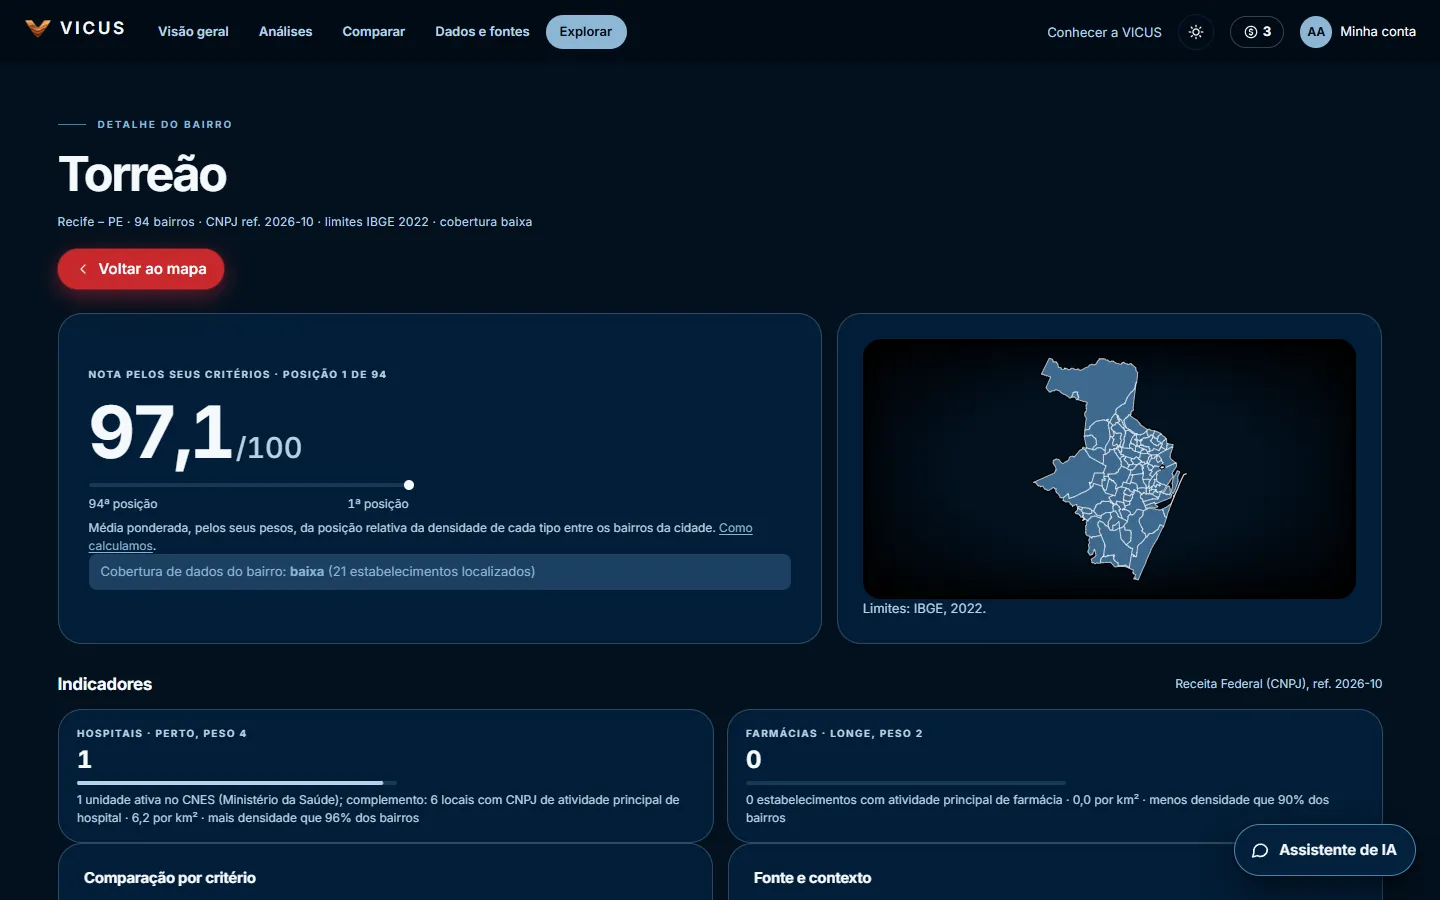 VICUS
Visão geral
Análises
Comparar
Dados e fontes
Explorar
Conhecer a VICUS
3
AA
Minha conta
DETALHE DO BAIRRO
Torreão
Recife – PE · 94 bairros · CNPJ ref. 2026-10 · limites IBGE 2022 · cobertura baixa
Voltar ao mapa
NOTA PELOS SEUS CRITÉRIOS · POSIÇÃO 1 DE 94
97,1/100
94ª posição
1ª posição
Média ponderada, pelos seus pesos, da posição relativa da densidade de cada tipo entre os bairros da cidade. Como
calculamos.
Cobertura de dados do bairro: baixa (21 estabelecimentos localizados)
Limites: IBGE, 2022.
Indicadores
Receita Federal (CNPJ), ref. 2026-10
HOSPITAIS · PERTO, PESO 4
1
1 unidade ativa no CNES (Ministério da Saúde); complemento: 6 locais com CNPJ de atividade principal de
hospital · 6,2 por km² · mais densidade que 96% dos bairros
FARMÁCIAS · LONGE, PESO 2
0
0 estabelecimentos com atividade principal de farmácia · 0,0 por km² · menos densidade que 90% dos
bairros
Assistente de IA
Comparação por critério
Fonte e contexto